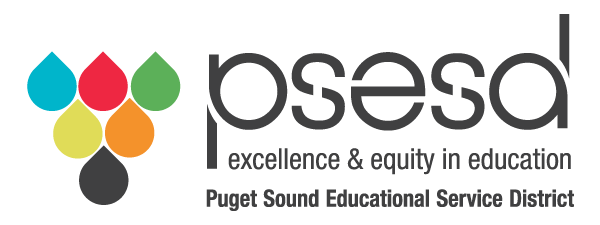 psesd
excellence & equity in education
Puget Sound Educational Service District